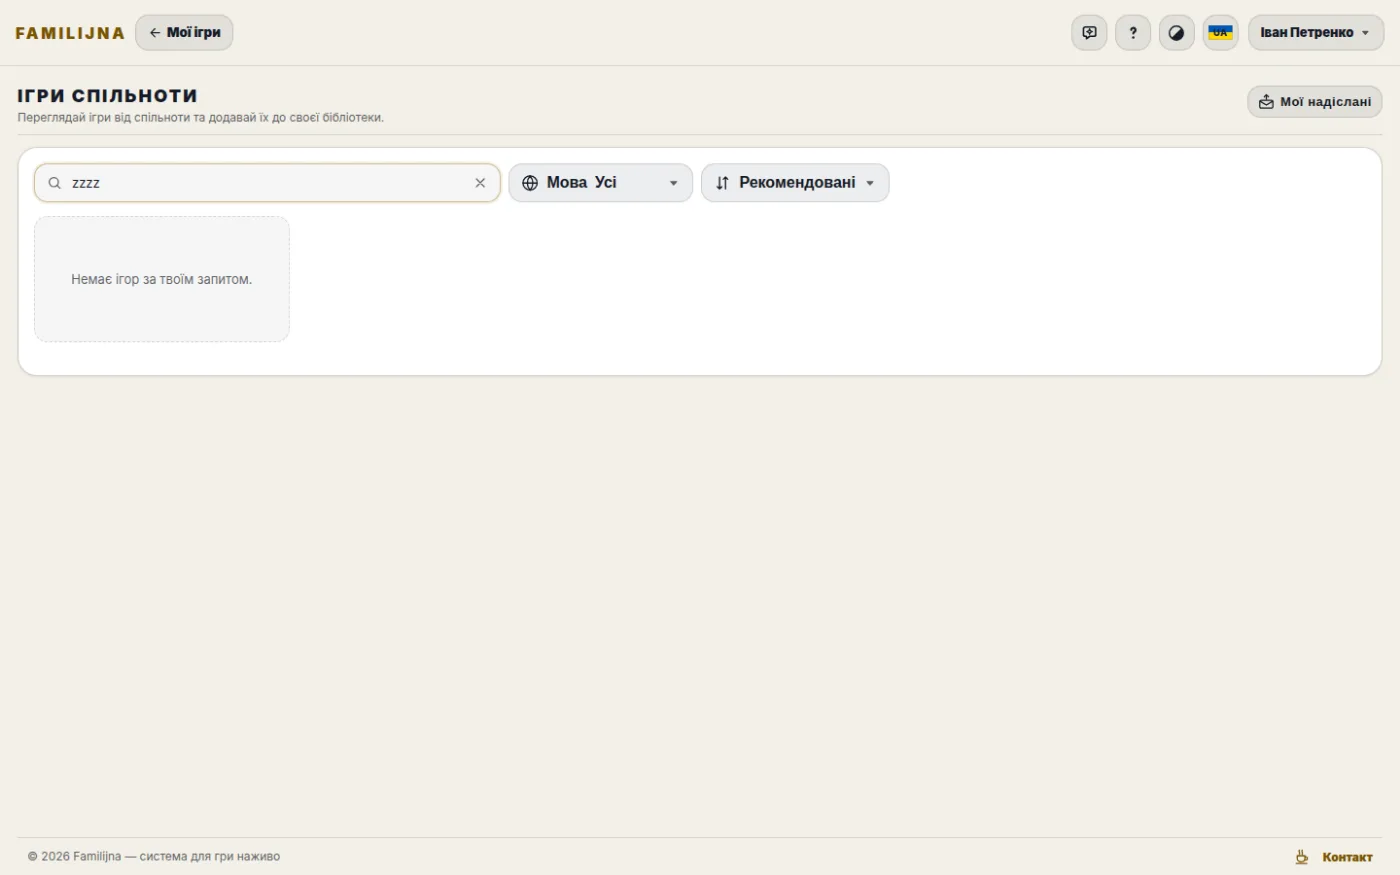 FAMILIJNA
← Мої ігри
?
UA
Іван Петренко
ІГРИ СПІЛЬНОТИ
Переглядай ігри від спільноти та додавай їх до своєї бібліотеки.
Мої надіслані
zzzz
Мова Усі
Рекомендовані
Немає ігор за твоїм запитом.
© 2026 Familijna — система для гри наживо
Контакт